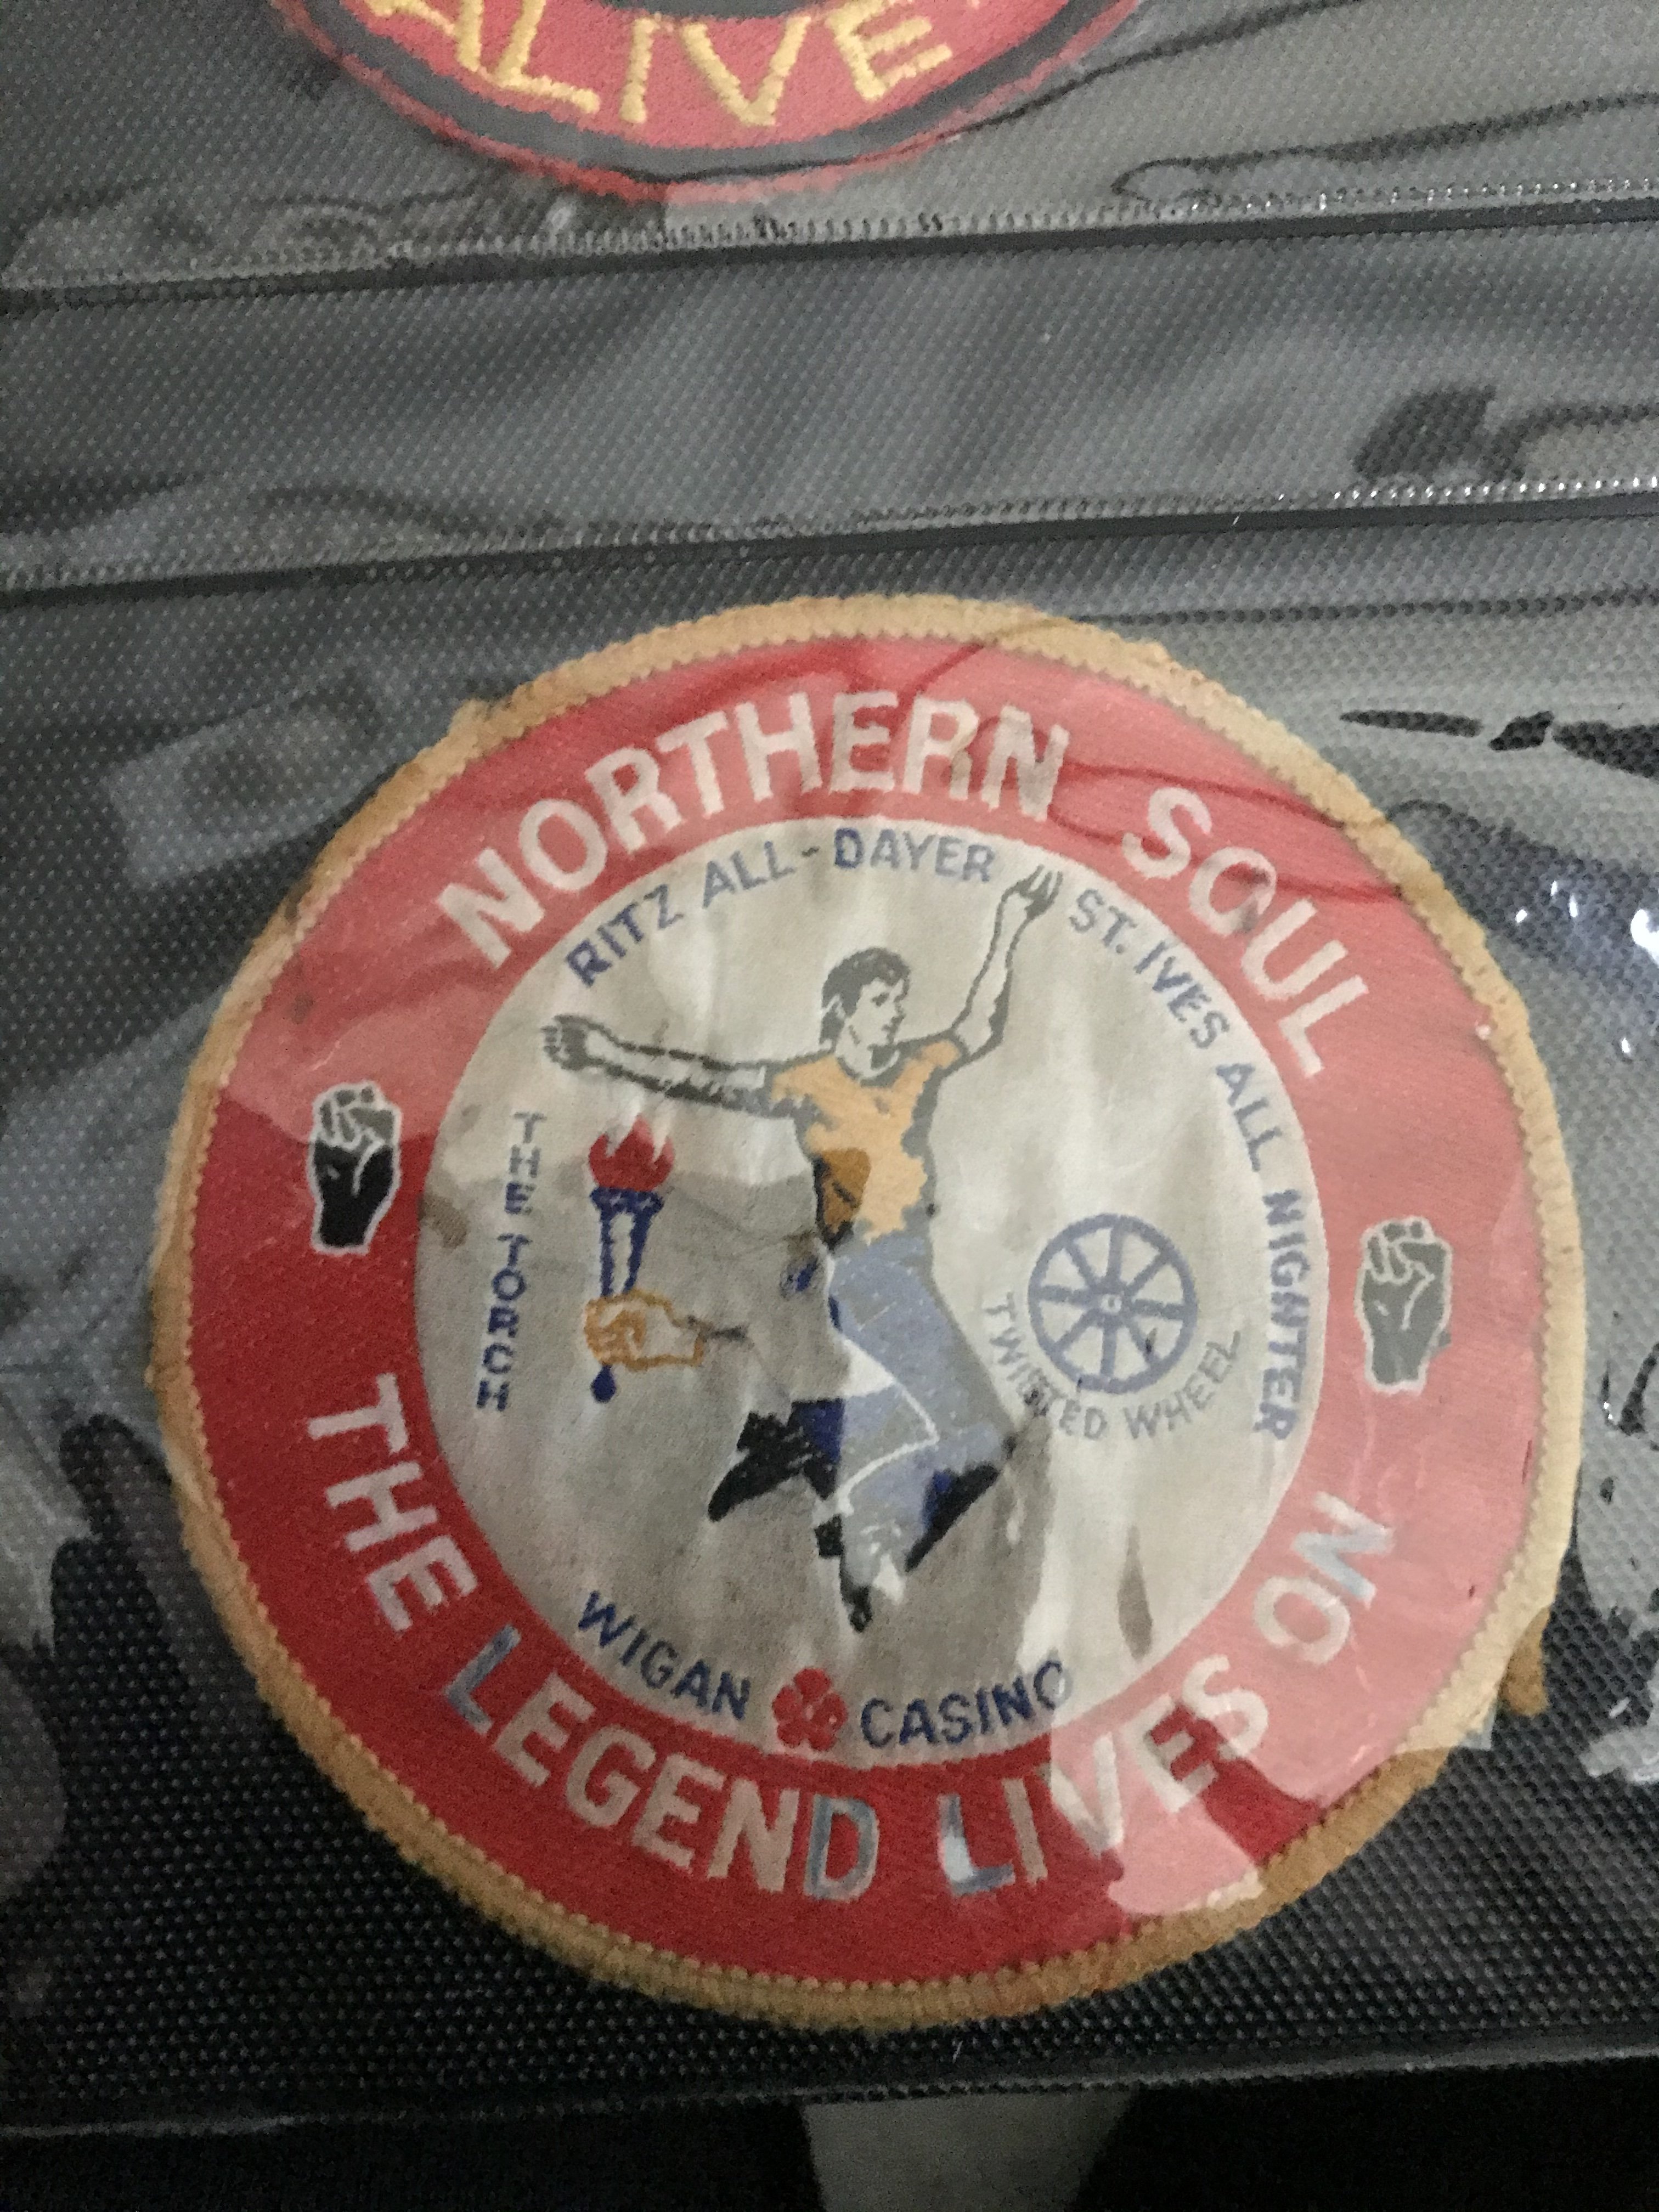 ALIVE
NORTHERN SOUL
RITZ ALL-DAYER
ST. IVES ALL NIGHTER
THE TORCH
TWISTED WHEEL
WIGAN CASINO
THE LEGEND LIVES ON